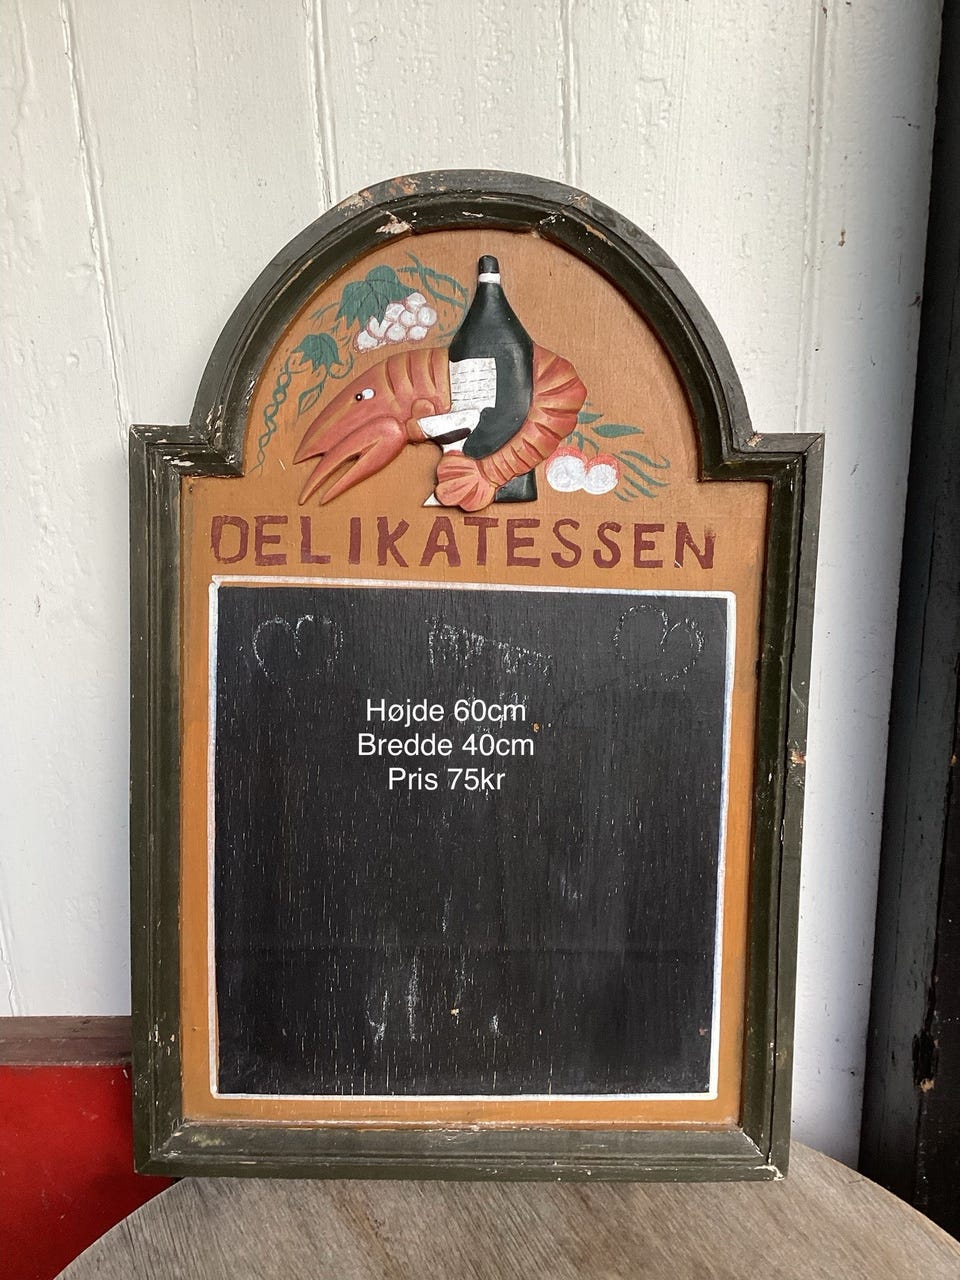 DELIKATESSEN
Højde 60cm
Bredde 40cm
Pris 75kr